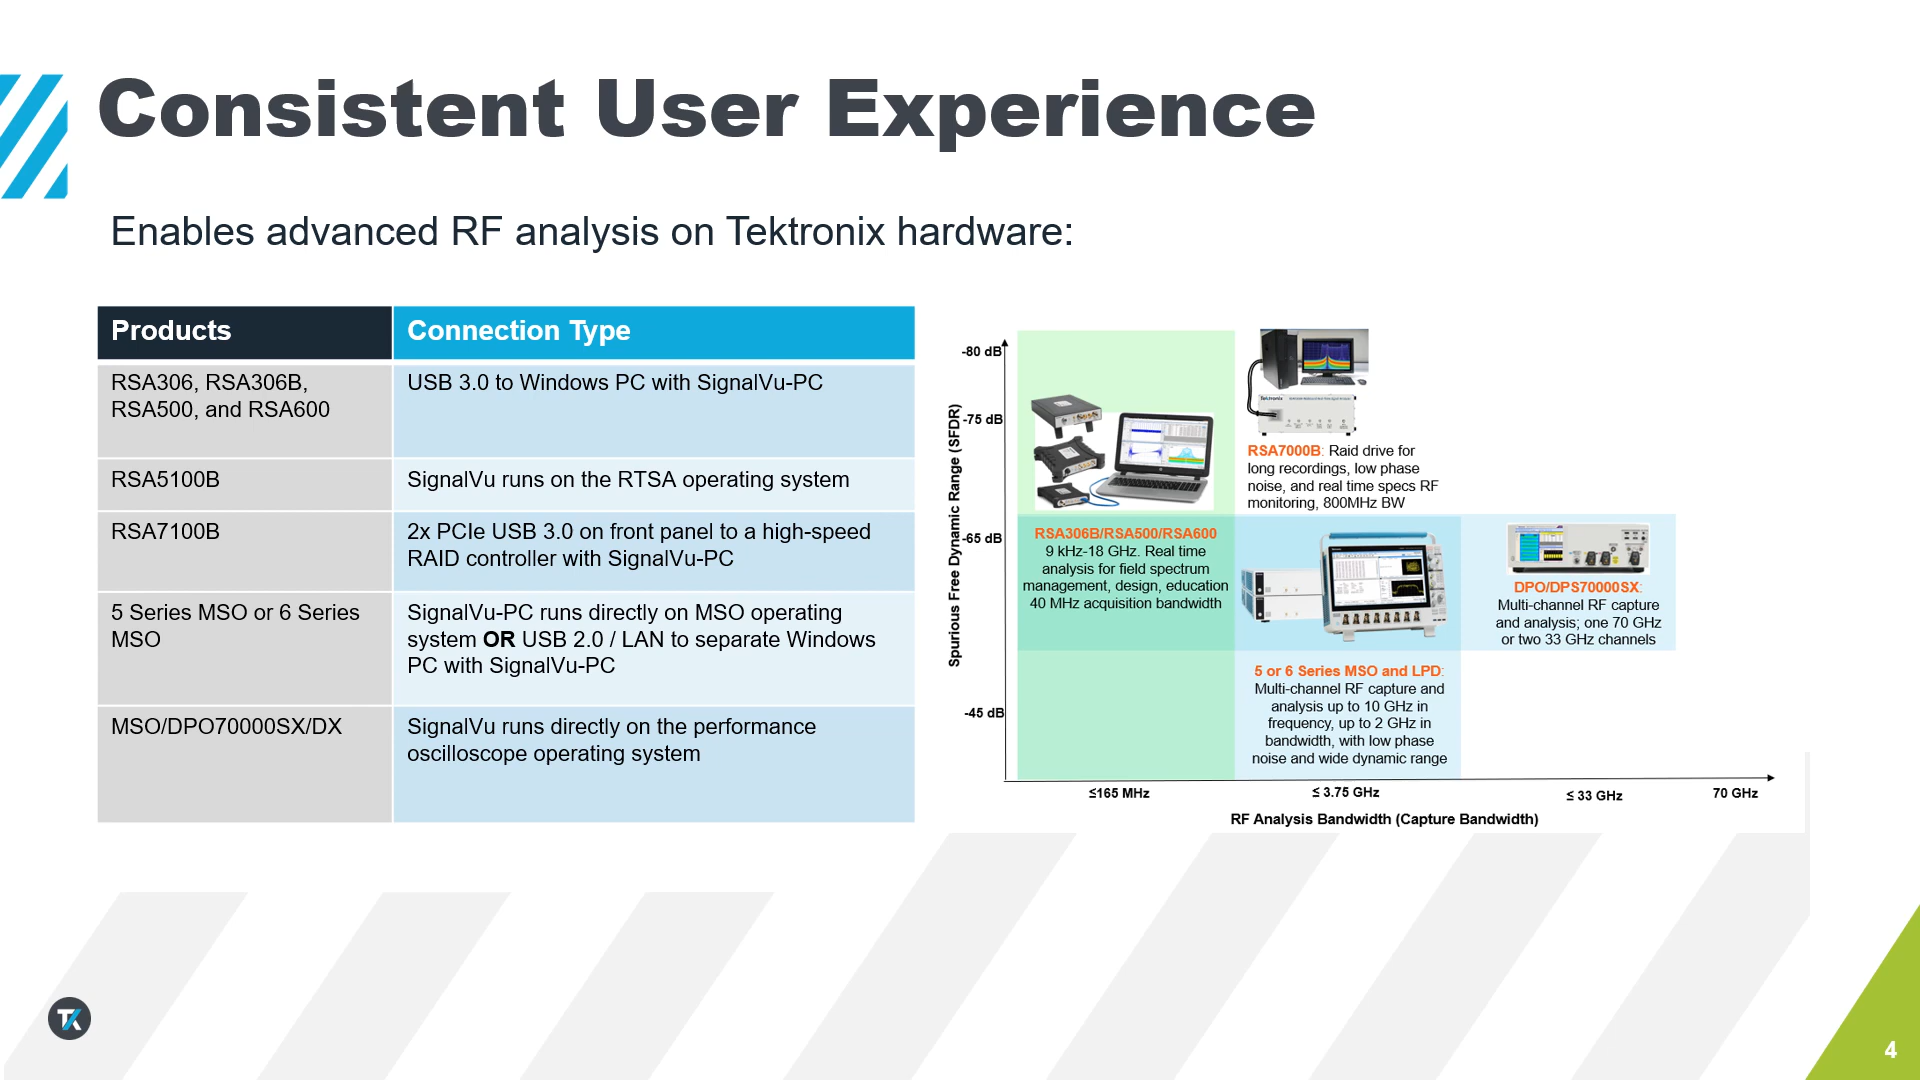 Consistent User Experience
Enables advanced RF analysis on Tektronix hardware:
Products
Connection Type
RSA306, RSA306B,
RSA500, and RSA600
USB 3.0 to Windows PC with SignalVu-PC
RSA5100B
SignalVu runs on the RTSA operating system
RSA7100B
2x PCIe USB 3.0 on front panel to a high-speed
RAID controller with SignalVu-PC
5 Series MSO or 6 Series
MSO
SignalVu-PC runs directly on MSO operating
system OR USB 2.0 / LAN to separate Windows
PC with SignalVu-PC
MSO/DPO70000SX/DX
SignalVu runs directly on the performance
oscilloscope operating system
Spurious Free Dynamic Range (SFDR)
-80 dB
-75 dB
-65 dB
-45 dB
RSA306B/RSA500/RSA600
9 kHz-18 GHz. Real time
analysis for field spectrum
management, design, education
40 MHz acquisition bandwidth
Tektronix
RSA7000B: Raid drive for
long recordings, low phase
noise, and real time specs RF
monitoring, 800MHz BW
5 or 6 Series MSO and LPD:
Multi-channel RF capture and
analysis up to 10 GHz in
frequency, up to 2 GHz in
bandwidth, with low phase
noise and wide dynamic range
DPO/DPS70000SX:
Multi-channel RF capture
and analysis; one 70 GHz
or two 33 GHz channels
≤165 MHz
≤ 3.75 GHz
≤ 33 GHz
70 GHz
RF Analysis Bandwidth (Capture Bandwidth)
TK
4